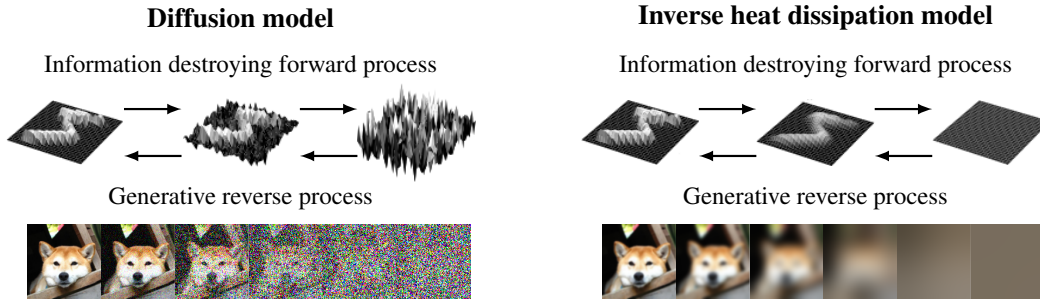 Diffusion model
Information destroying forward process
Generative reverse process
Inverse heat dissipation model
Information destroying forward process
Generative reverse process